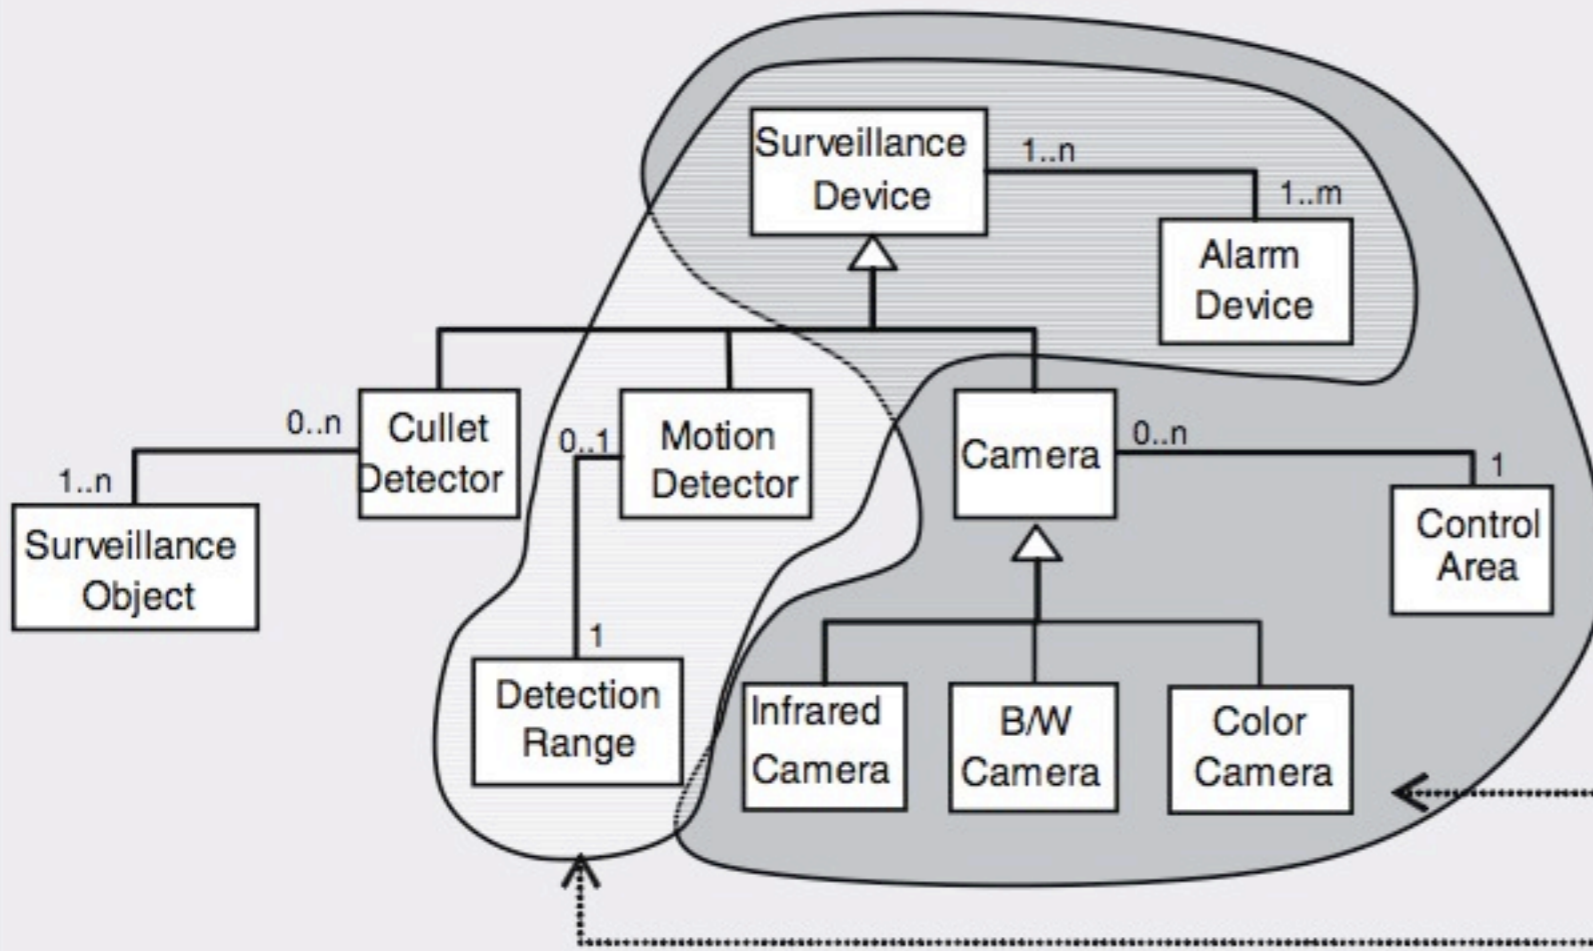 Surveillance
Device
1..n
1..m
Alarm
Device
0..n
Cullet
Detector
1..n
Surveillance
Object
0..1
Motion
Detector
1
Detection
Range
Camera
0..n
1
Control
Area
Infrared
Camera
B/W
Camera
Color
Camera